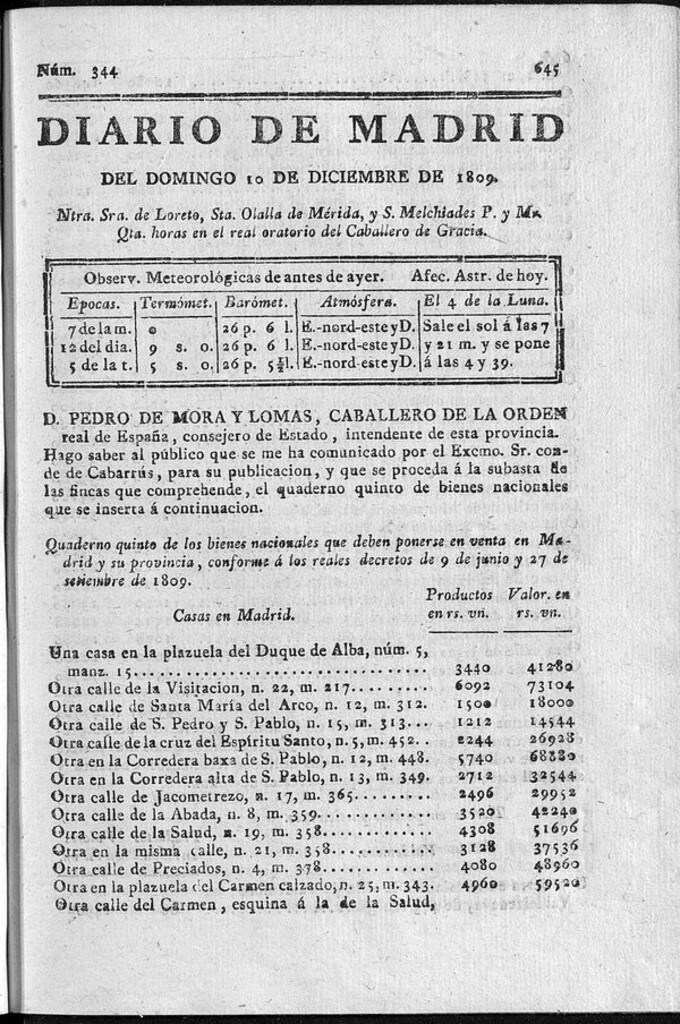 Núm. 344 645
DIARIO DE MADRID
DEL DOMINGO 10 DE DICIEMBRE DE 1809.
Ntra. Sra. de Loreto, Sta. Olalla de Mérida, y S. Melchiades P. y Mr.
Qta. horas en el real oratorio del Caballero de Gracia.
Observ. Meteorológicas de antes de ayer. Afec. Astr. de hoy.
Epocas. Termómet. Barómet. Atmósfera. El 4 de la Luna.
7 de la m. 0 26 p. 6 l. E.-nord-este y D. Sale el sol á las 7
12 del dia. 9 s. o. 26 p. 6 l. E.-nord-este y D. y 21 m. y se pone
5 de la t. 5 s. o. 26 p. 5½l. E.-nord-este y D. á las 4 y 39.
D. PEDRO DE MORA Y LOMAS, CABALLERO DE LA ORDEN
real de España, consejero de Estado, intendente de esta provincia.
Hago saber al público que se me ha comunicado por el Excmo. Sr. con-
de de Cabarrús, para su publicacion, y que se proceda á la subasta de
las fincas que comprehende, el quaderno quinto de bienes nacionales
que se inserta á continuacion.
Quaderno quinto de los bienes nacionales que deben ponerse en venta en Ma-
drid y su provincia, conforme á los reales decretos de 9 de junio y 27 de
setiembre de 1809.
Productos Valor. en
Casas en Madrid. en rs. vn. rs. vn.
Una casa en la plazuela del Duque de Alba, núm. 5,
manz. 15. . . . . . . . . . . . . . . . . . . . . . . . . . . . . . 3440 41280
Otra calle de la Visitacion, n. 22, m. 217. . . . . . . . . 6092 73104
Otra calle de Santa María del Arco, n. 12, m. 312. 1500 18000
Otra calle de S. Pedro y S. Pablo, n. 15, m. 313. . . 1212 14544
Otra calle de la cruz del Espíritu Santo, n. 5, m. 452. . 2244 26928
Otra en la Corredera baxa de S. Pablo, n. 12, m. 448. 5740 68880
Otra en la Corredera alta de S. Pablo, n. 13, m. 349. 2712 32544
Otra calle de Jacometrezo, n. 17, m. 365. . . . . . . . . 2496 29952
Otra calle de la Abada, n. 8, m. 359. . . . . . . . . . . . . 3520 42240
Otra calle de la Salud, n. 19, m. 358. . . . . . . . . . . . . 4308 51696
Otra en la misma calle, n. 21, m. 358. . . . . . . . . . . . 3128 37536
Otra calle de Preciados, n. 4, m. 378. . . . . . . . . . . . 4080 48960
Otra en la plazuela del Carmen calzado, n. 25, m. 343. 4960 59520
Otra calle del Carmen, esquina á la de la Salud,